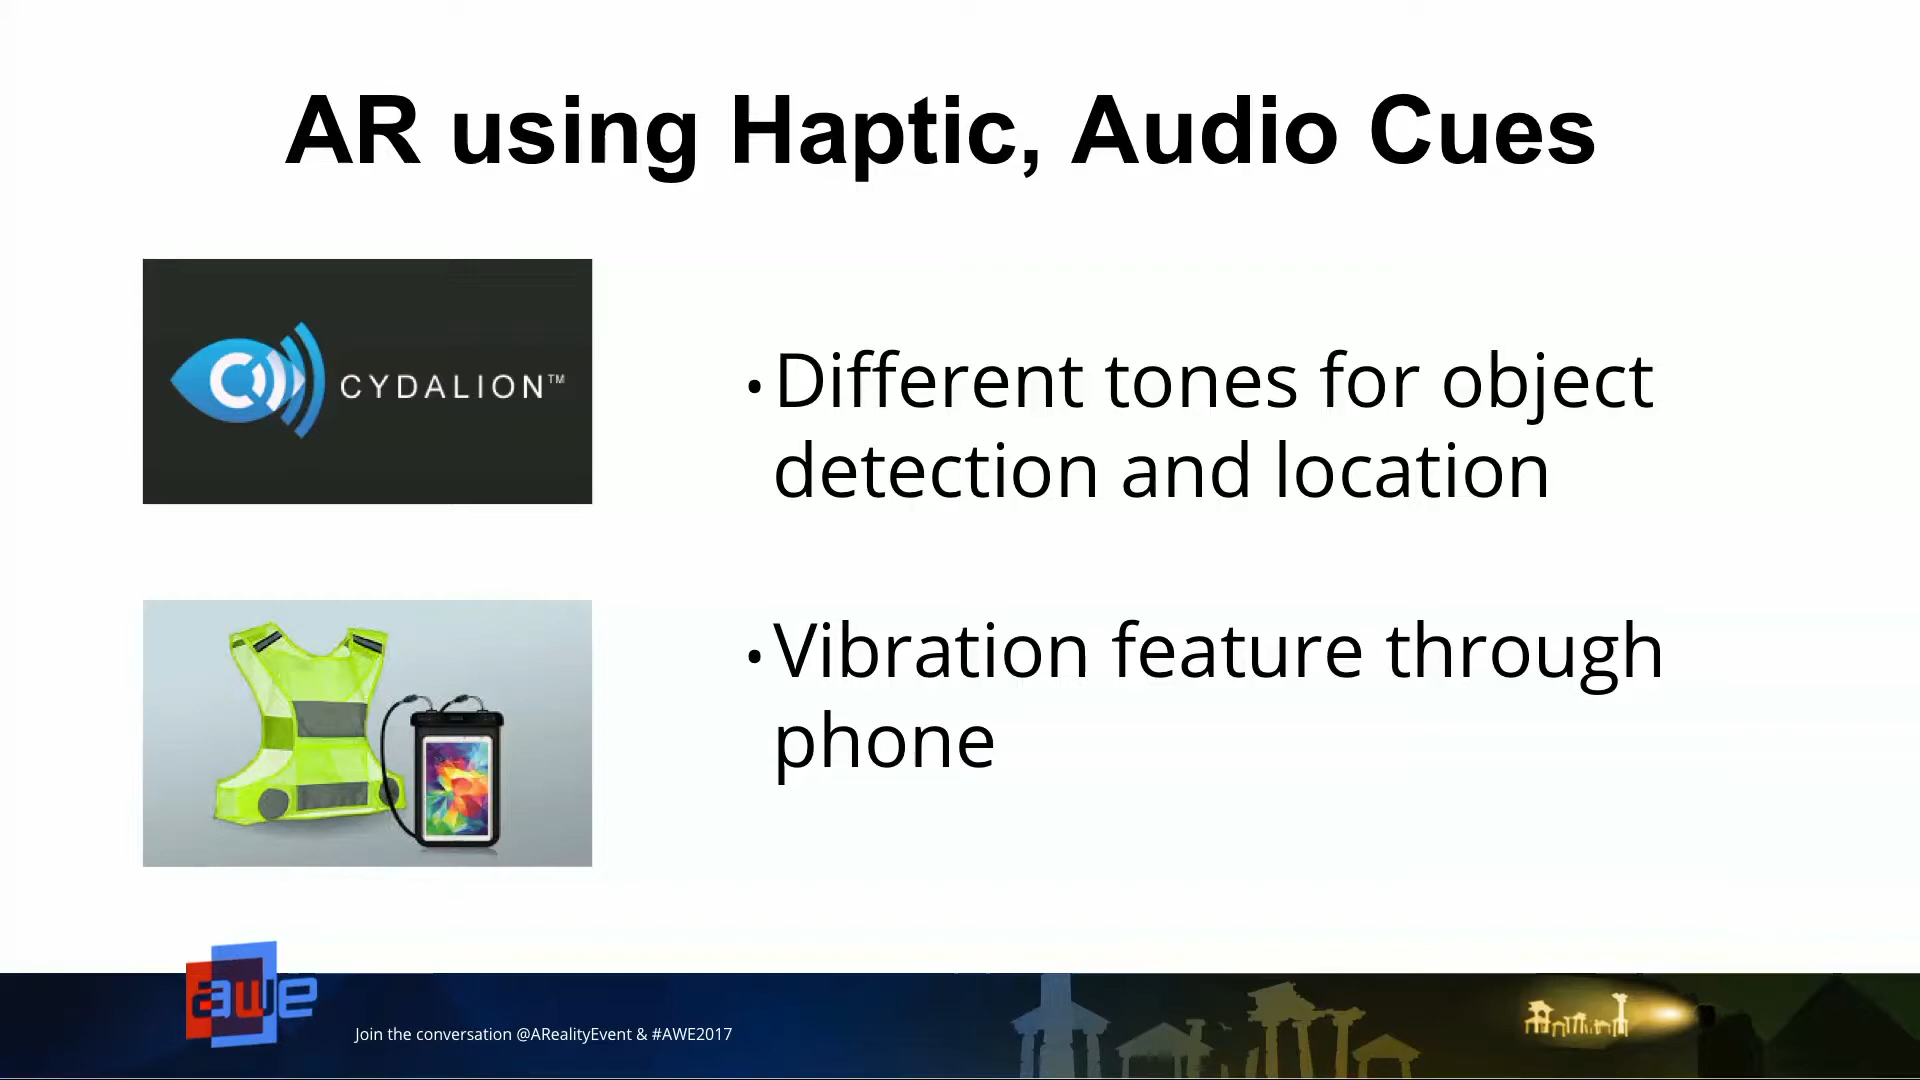 AR using Haptic, Audio Cues
CYDALION™
• Different tones for object
detection and location
• Vibration feature through
phone
awe
Join the conversation @ARealityEvent & #AWE2017